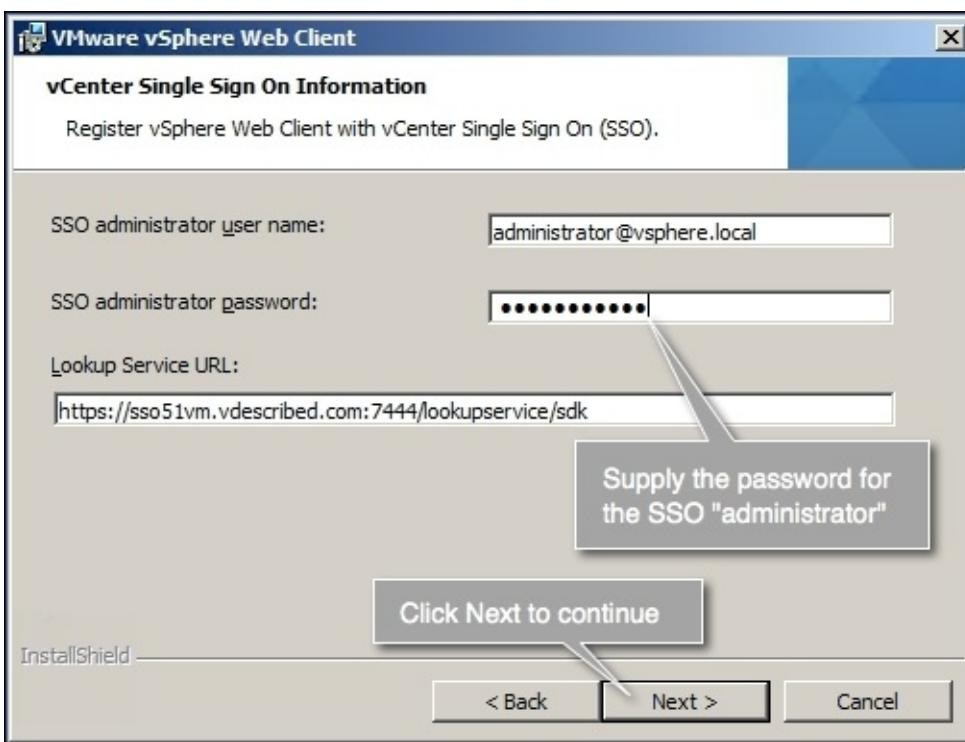 VMware vSphere Web Client
vCenter Single Sign On Information
Register vSphere Web Client with vCenter Single Sign On (SSO).
SSO administrator user name:
administrator@vsphere.local
SSO administrator password:
●●●●●●●●●●●
Lookup Service URL:
https://sso51vm.vdescribed.com:7444/lookupservice/sdk
Supply the password for
the SSO "administrator"
Click Next to continue
InstallShield
< Back
Next >
Cancel